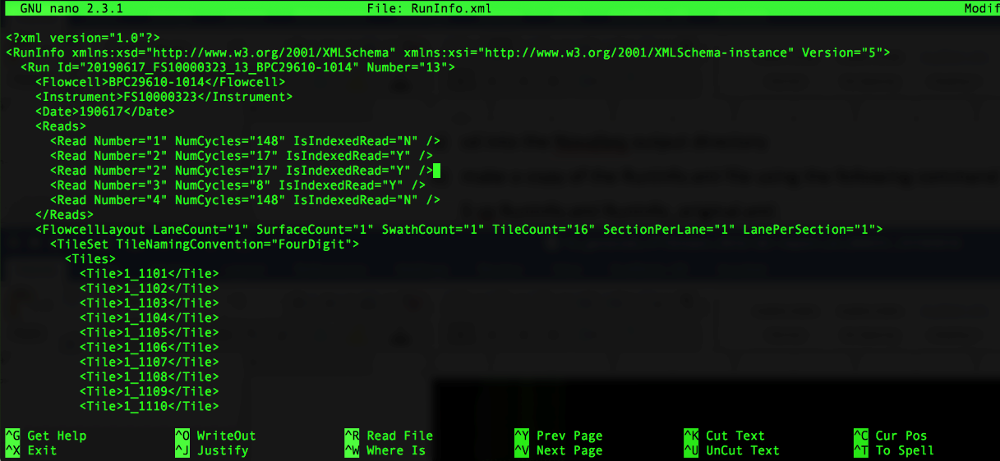 GNU nano 2.3.1 File: RunInfo.xml Modif
<?xml version="1.0"?>
<RunInfo xmlns:xsd="http://www.w3.org/2001/XMLSchema" xmlns:xsi="http://www.w3.org/2001/XMLSchema-instance" Version="5">
<Run Id="20190617_FS10000323_13_BPC29610-1014" Number="13">
<Flowcell>BPC29610-1014</Flowcell>
<Instrument>FS10000323</Instrument>
<Date>190617</Date>
<Reads>
<Read Number="1" NumCycles="148" IsIndexedRead="N" />
<Read Number="2" NumCycles="17" IsIndexedRead="Y" />
<Read Number="2" NumCycles="17" IsIndexedRead="Y" />
<Read Number="3" NumCycles="8" IsIndexedRead="Y" />
<Read Number="4" NumCycles="148" IsIndexedRead="N" />
</Reads>
<FlowcellLayout LaneCount="1" SurfaceCount="1" SwathCount="1" TileCount="16" SectionPerLane="1" LanePerSection="1">
<TileSet TileNamingConvention="FourDigit">
<Tiles>
<Tile>1_1101</Tile>
<Tile>1_1102</Tile>
<Tile>1_1103</Tile>
<Tile>1_1104</Tile>
<Tile>1_1105</Tile>
<Tile>1_1106</Tile>
<Tile>1_1107</Tile>
<Tile>1_1108</Tile>
<Tile>1_1109</Tile>
<Tile>1_1110</Tile>
^G Get Help ^O WriteOut ^R Read File ^Y Prev Page ^K Cut Text ^C Cur Pos
^X Exit ^J Justify ^W Where Is ^V Next Page ^U UnCut Text ^T To Spell